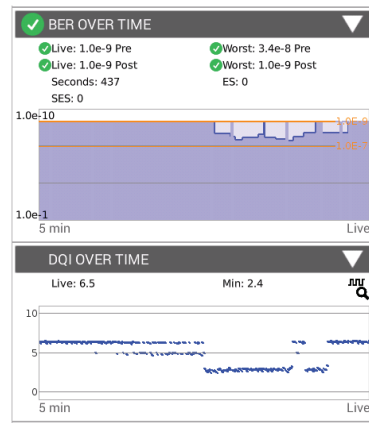 BER OVER TIME
Live: 1.0e-9 Pre
Worst: 3.4e-8 Pre
Live: 1.0e-9 Post
Worst: 1.0e-9 Post
Seconds: 437
ES: 0
SES: 0
1.0e-10
1.0E-9
1.0E-7
1.0e-1
5 min
Live
DQI OVER TIME
Live: 6.5
Min: 2.4
10
5
0
5 min
Live